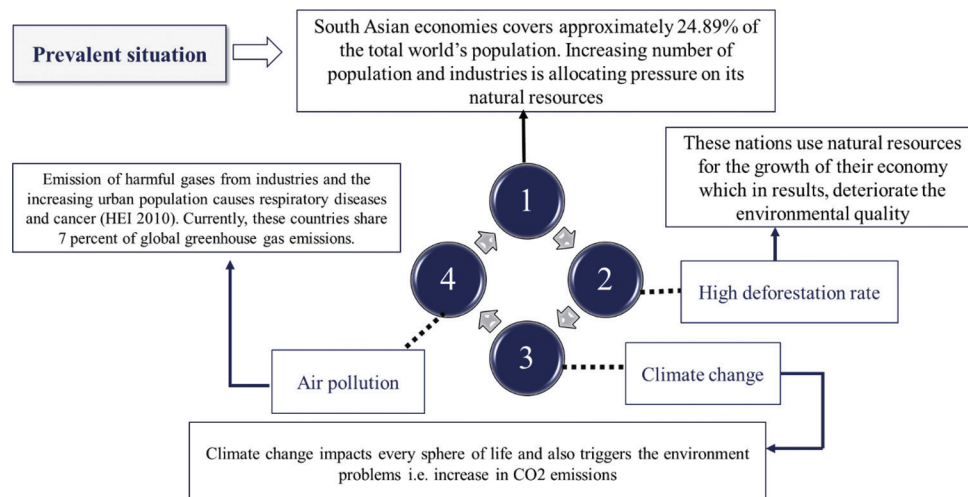 Prevalent situation
South Asian economies covers approximately 24.89% of
the total world's population. Increasing number of
population and industries is allocating pressure on its
natural resources
These nations use natural resources
for the growth of their economy
which in results, deteriorate the
environmental quality
Emission of harmful gases from industries and the
increasing urban population causes respiratory diseases
and cancer (HEI 2010). Currently, these countries share
7 percent of global greenhouse gas emissions.
1
4
2
High deforestation rate
3
Air pollution
Climate change
Climate change impacts every sphere of life and also triggers the environment
problems i.e. increase in CO2 emissions